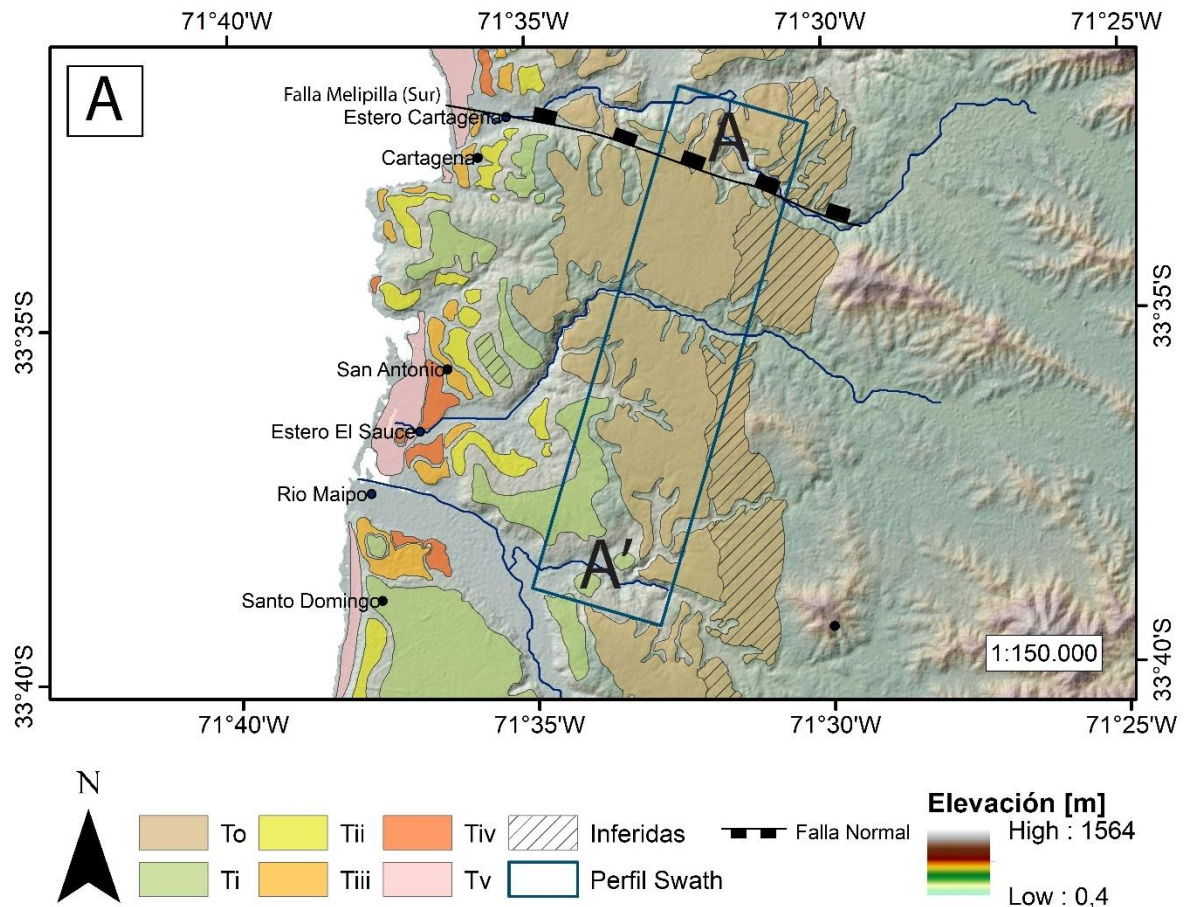 71°40'W 71°35'W 71°30'W 71°25'W
A
Falla Melipilla (Sur)
Estero Cartagena
A
Cartagena
33°35'S
33°35'S
San Antonio
Estero El Sauce
Rio Maipo
A'
Santo Domingo
1:150.000
33°40'S
33°40'S
71°40'W 71°35'W 71°30'W 71°25'W
N
To Tii Tiv Inferidas Falla Normal
Ti Tiii Tv Perfil Swath
Elevación [m]
High : 1564
Low : 0,4